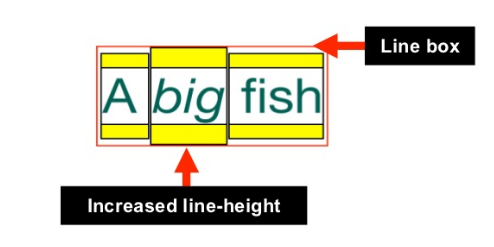 Line box
A big fish
Increased line-height